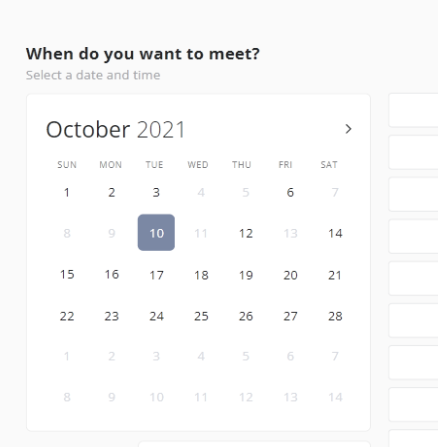 When do you want to meet?
Select a date and time
October 2021
SUN MON TUE WED THU FRI SAT
1 2 3 4 5 6 7
8 9 10 11 12 13 14
15 16 17 18 19 20 21
22 23 24 25 26 27 28
1 2 3 4 5 6 7
8 9 10 11 12 13 14